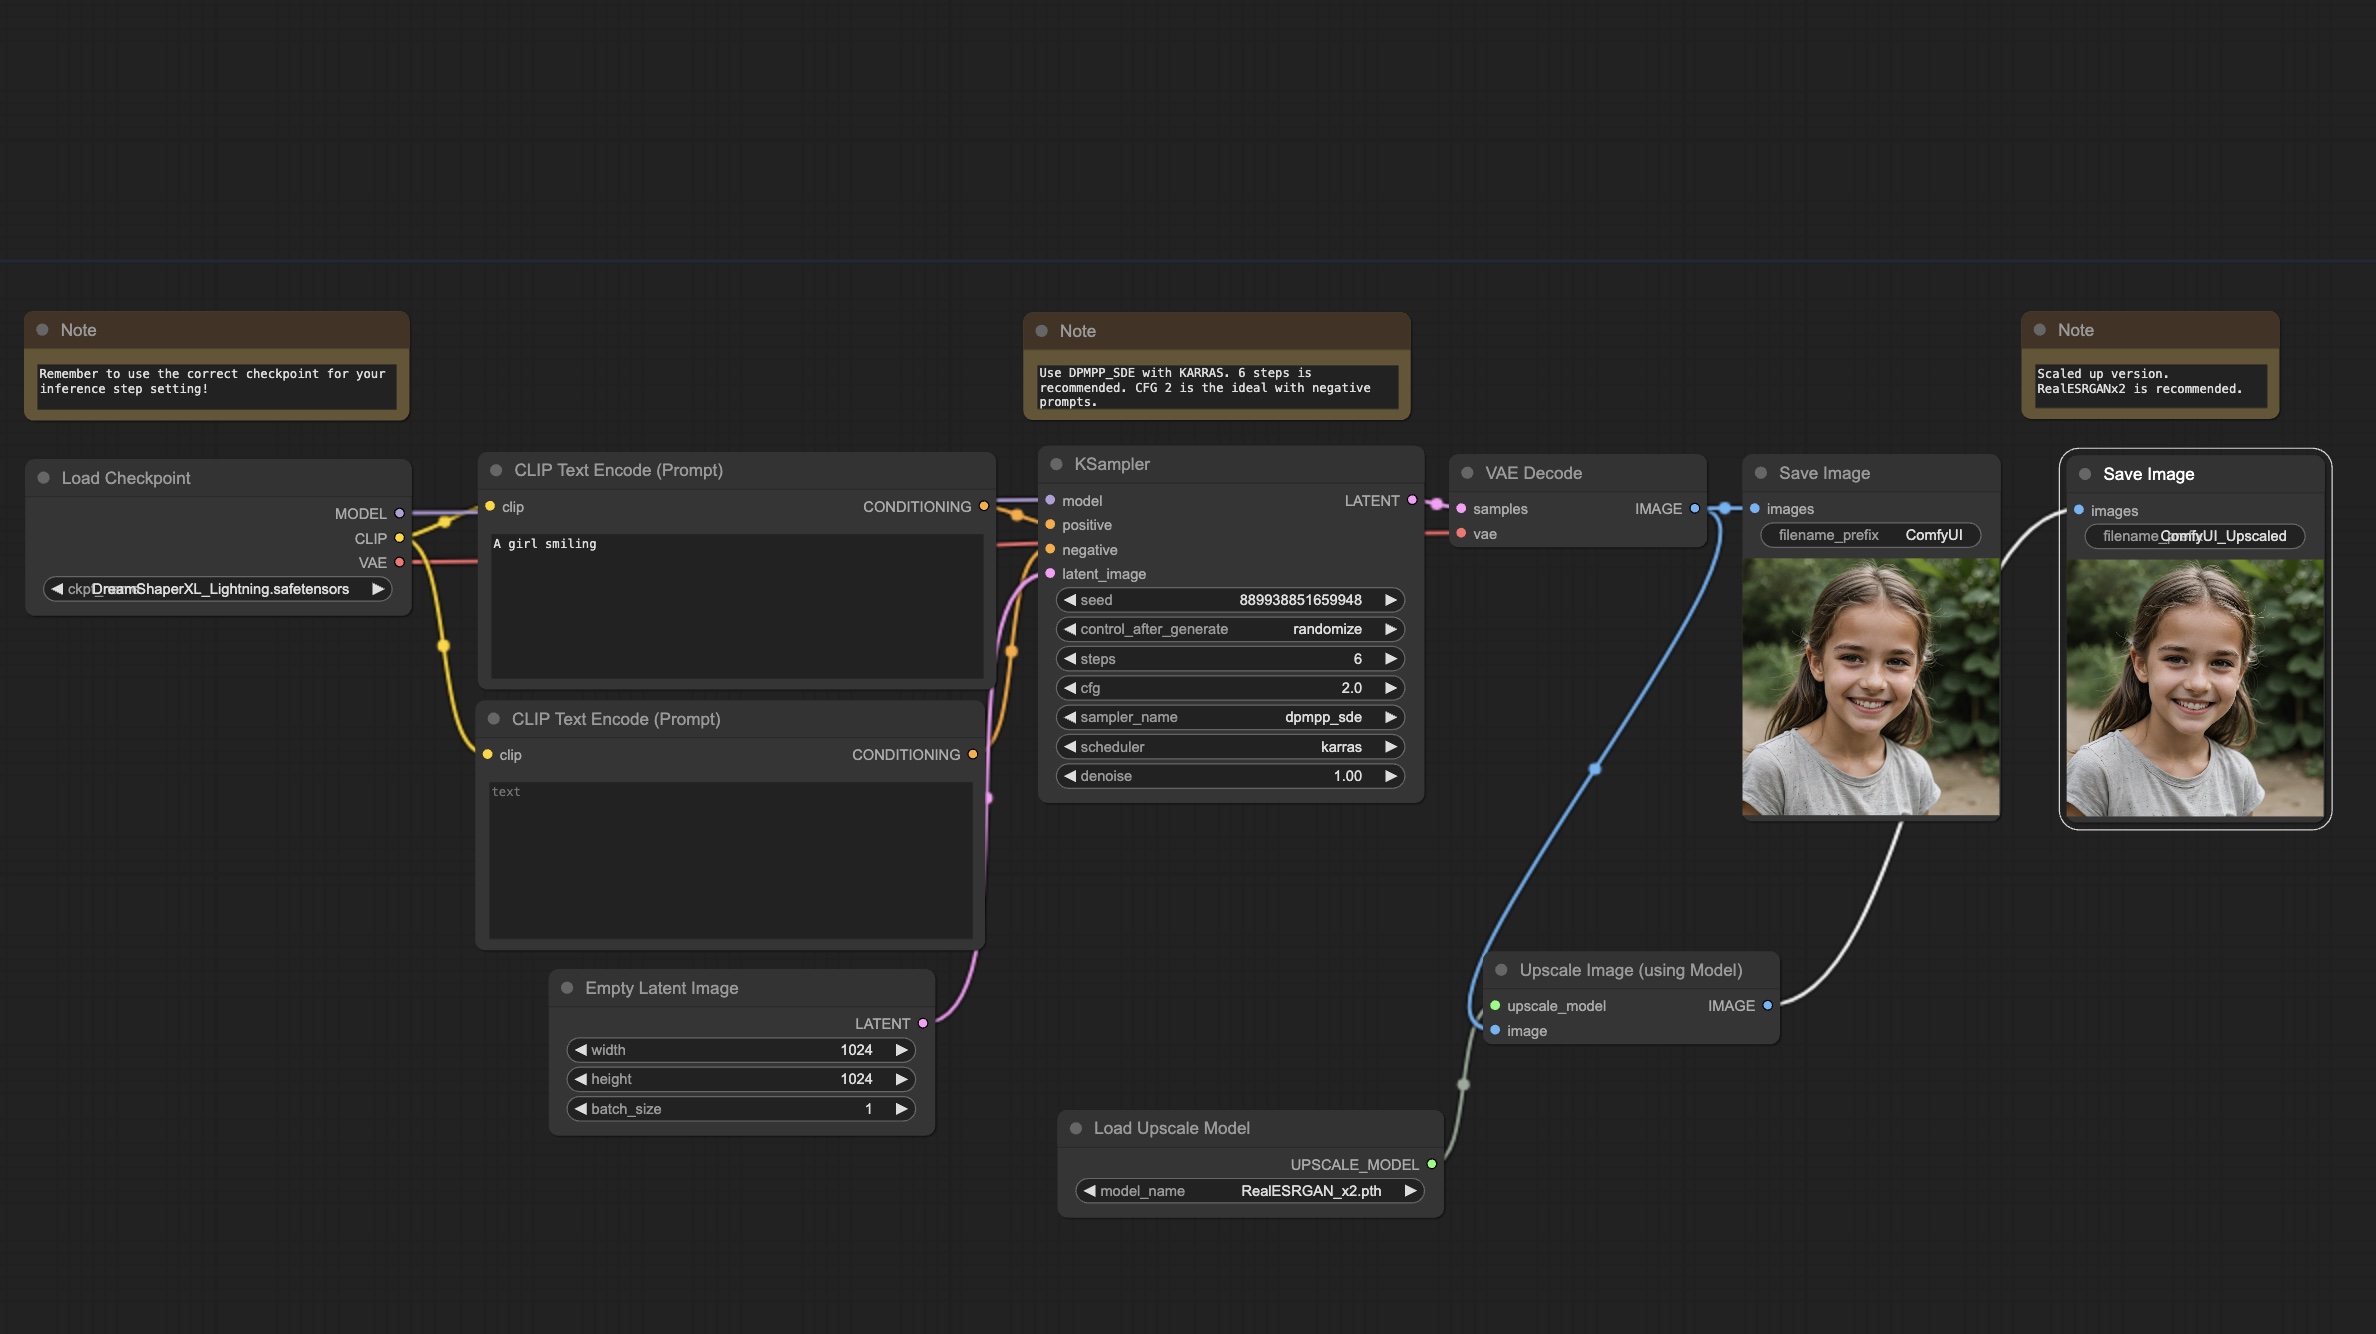 Note
Remember to use the correct checkpoint for your
inference step setting!
Note
Use DPMPP_SDE with KARRAS. 6 steps is
recommended. CFG 2 is the ideal with negative
prompts.
Note
Scaled up version.
RealESRGANx2 is recommended.
Load Checkpoint
MODEL
CLIP
VAE
DreamShaperXL_Lightning.safetensors
CLIP Text Encode (Prompt)
clip CONDITIONING
A girl smiling
CLIP Text Encode (Prompt)
clip CONDITIONING
text
Empty Latent Image
LATENT
width 1024
height 1024
batch_size 1
KSampler
model LATENT
positive
negative
latent_image
seed 889938851659948
control_after_generate randomize
steps 6
cfg 2.0
sampler_name dpmpp_sde
scheduler karras
denoise 1.00
VAE Decode
samples IMAGE
vae
Save Image
images
filename_prefix ComfyUI
Save Image
images
ComfyUI_Upscaled
Upscale Image (using Model)
upscale_model IMAGE
image
Load Upscale Model
UPSCALE_MODEL
model_name RealESRGAN_x2.pth